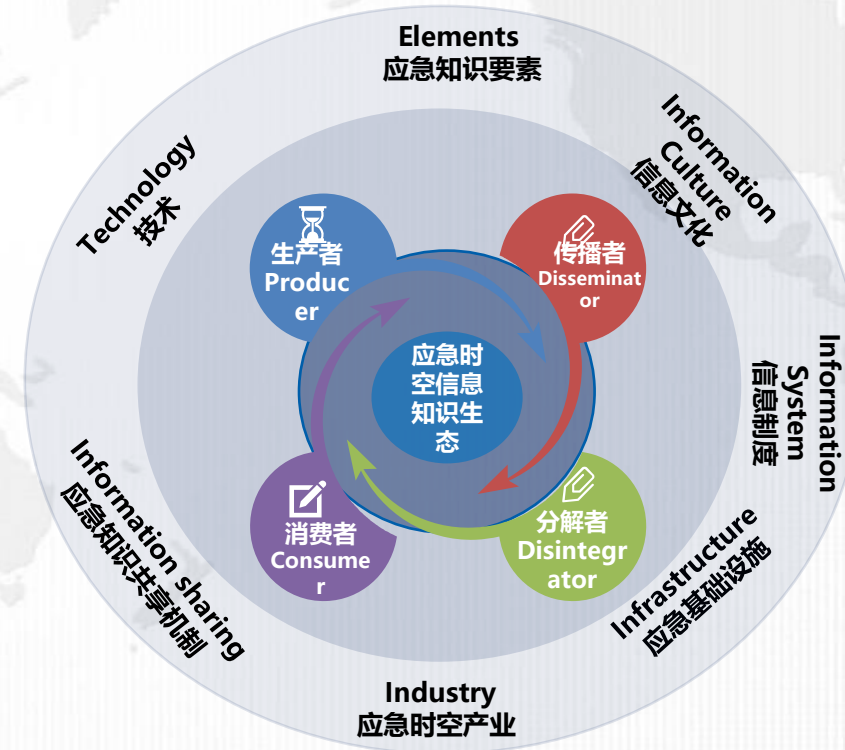 Elements
应急知识要素
Information
Culture
信息文化
Technology
技术
生产者
Produc
er
传播者
Disseminat
or
应急时
空信息
知识生
态
Information
System
信息制度
消费者
Consume
r
分解者
Disintegr
ator
Information sharing
应急知识共享机制
Infrastructure
应急基础设施
Industry
应急时空产业